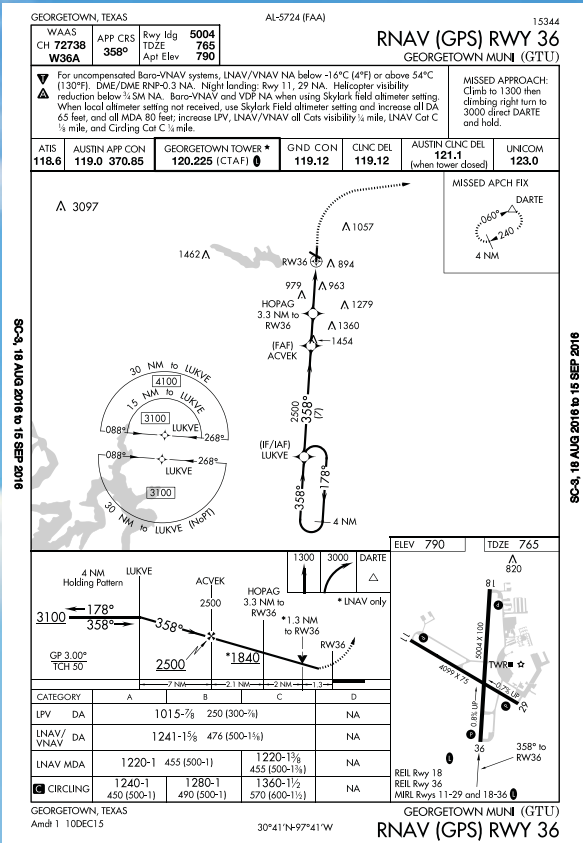 GEORGETOWN, TEXAS
AL-5724 (FAA)
15344
WAAS
CH 72738
W36A
APP CRS
358°
Rwy ldg 5004
TDZE 765
Apt Elev 790
RNAV (GPS) RWY 36
GEORGETOWN MUNI (GTU)
For uncompensated Baro-VNAV systems, LNAV/VNAV NA below -16°C (4°F) or above 54°C
(130°F). DME/DME RNP-0.3 NA. Night landing: Rwy 11, 29 NA. Helicopter visibility
reduction below ¾ SM NA. Baro-VNAV and VDP NA when using Skylark field altimeter setting.
When local altimeter setting not received, use Skylark Field altimeter setting and increase all DA
65 feet, and all MDA 80 feet; increase LPV, LNAV/VNAV all Cats visibility ¼ mile, LNAV Cat C
⅛ mile, and Circling Cat C ¼ mile.
MISSED APPROACH:
Climb to 1300 then
climbing right turn to
3000 direct DARTE
and hold.
ATIS
118.6
AUSTIN APP CON
119.0 370.85
GEORGETOWN TOWER ★
120.225 (CTAF) L
GND CON
119.12
CLNC DEL
119.12
AUSTIN CLNC DEL
121.1
(when tower closed)
UNICOM
123.0
MISSED APCH FIX
DARTE
060°
240
4 NM
3097
1057
1462
RW36
894
979
963
HOPAG
3.3 NM to
RW36
1279
1360
1454
(FAF)
ACVEK
30 NM to LUKVE
4100
15 NM to LUKVE
3100
088°
LUKVE
268°
088°
268°
LUKVE
3100
30 NM to LUKVE (NoPT)
2500
358°
(7)
(IF/IAF)
LUKVE
358°
178°
4 NM
SC-3, 18 AUG 2016 to 15 SEP 2016
SC-3, 18 AUG 2016 to 15 SEP 2016
4 NM
Holding Pattern
LUKVE
ACVEK
2500
HOPAG
3.3 NM to
RW36
1300
3000
DARTE
* LNAV only
*1.3 NM
to RW36
RW36
3100
178°
358°
358°
2500
*1840
GP 3.00°
TCH 50
7 NM
2.1 NM
2 NM
1.3
ELEV 790
TDZE 765
820
18
P
5004 X 100
11
TWR
4099 X 75
0.7% UP
29
0.8% UP
P
36
358° to
RW36
REIL Rwy 18
REIL Rwy 36
MIRL Rwys 11-29 and 18-36 L
CATEGORY A B C D
LPV DA 1015-⅞ 250 (300-⅞) NA
LNAV/
VNAV DA 1241-1⅝ 476 (500-1⅝) NA
LNAV MDA 1220-1 455 (500-1) 1220-1⅜
455 (500-1⅜) NA
C CIRCLING 1240-1
450 (500-1) 1280-1
490 (500-1) 1360-1½
570 (600-1½) NA
GEORGETOWN, TEXAS
Amdt 1 10DEC15
30°41'N-97°41'W
GEORGETOWN MUNI (GTU)
RNAV (GPS) RWY 36